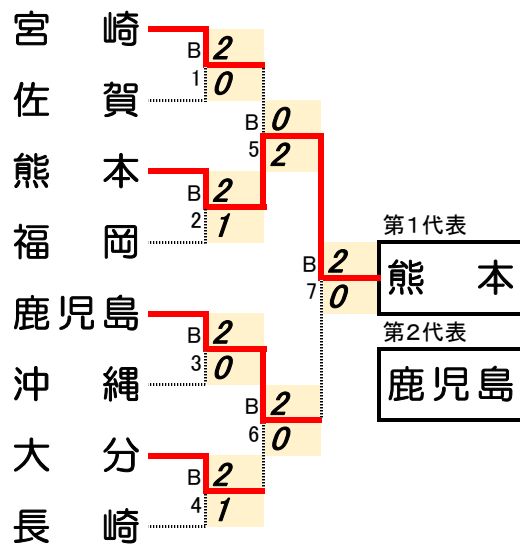 宮崎
B 2
1 0
佐賀
B 0
5 2
熊本
B 2
2 1
福岡
第1代表
B 2
7 0
熊本
第2代表
鹿児島
鹿児島
B 2
3 0
沖縄
B 2
6 0
大分
B 2
4 1
長崎